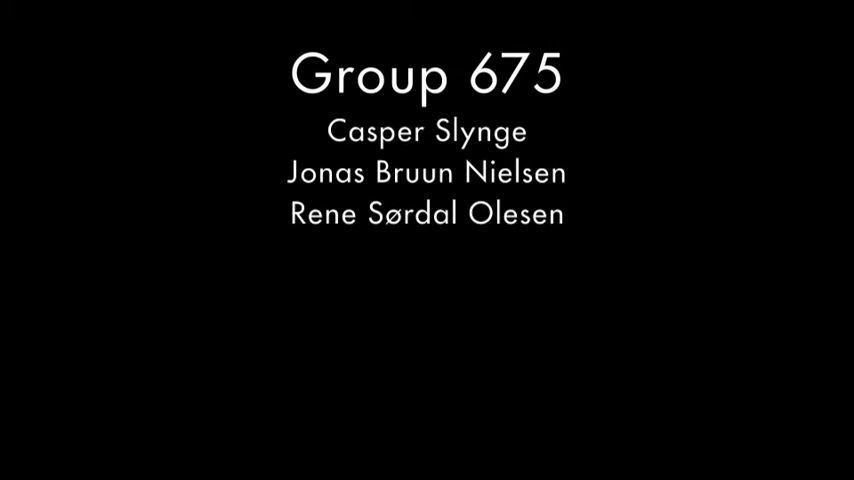 Group 675
Casper Slynge
Jonas Bruun Nielsen
Rene Sørdal Olesen